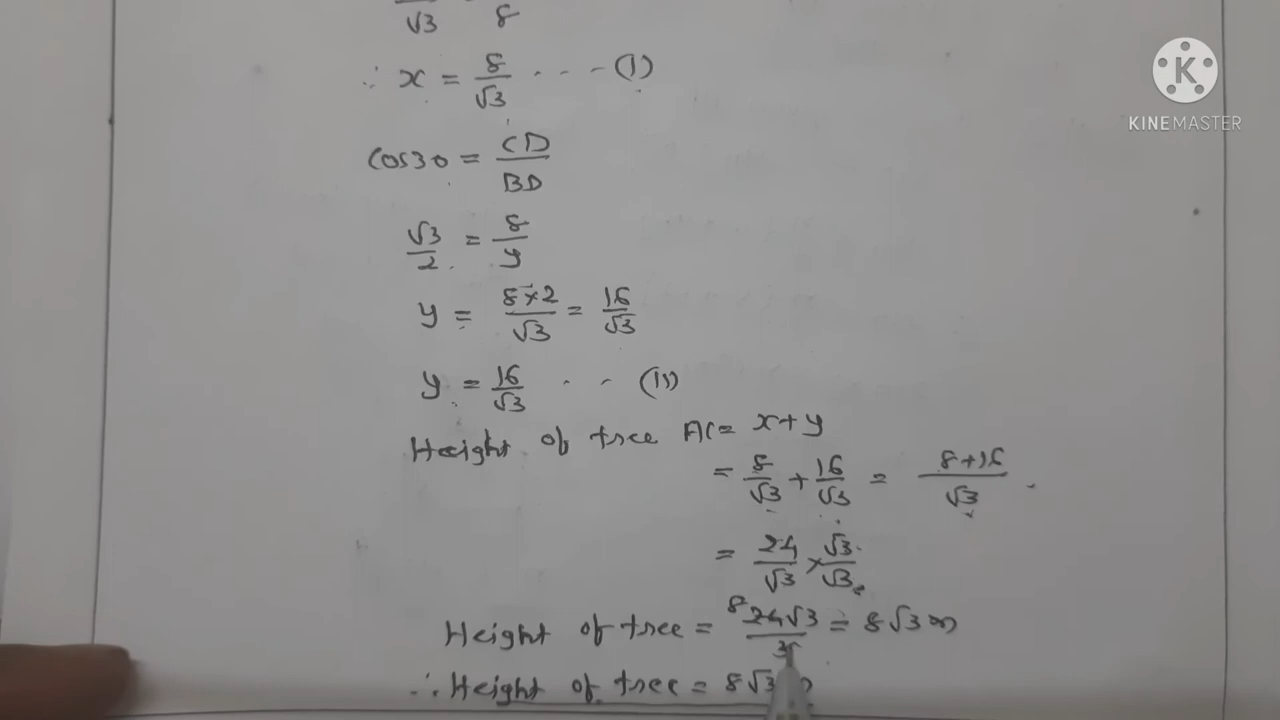 √3 8
∴ x = 8/√3 ... (I)
cos30 = CD/BD
√3/2 = 8/y
y = 8×2/√3 = 16/√3
y = 16/√3 .. (II)
Height of tree AC = x+y
= 8/√3 + 16/√3 = 8+16/√3
= 24/√3 × √3/√3
Height of tree = 8 24√3/3 = 8√3 m
∴ Height of tree = 8√3
K
KINEMASTER